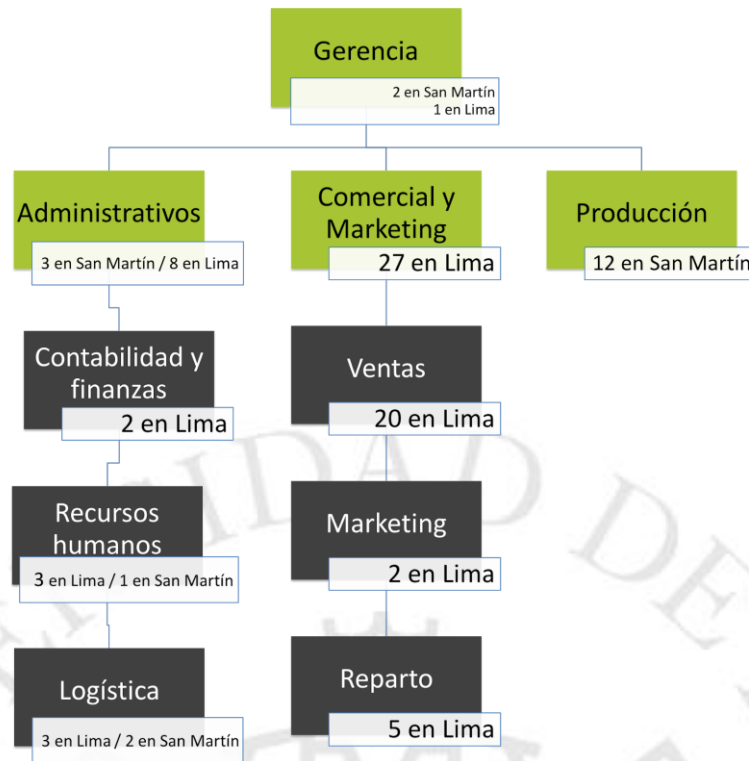 Gerencia
2 en San Martín
1 en Lima
Administrativos
3 en San Martín / 8 en Lima
Comercial y
Marketing
27 en Lima
Producción
12 en San Martín
Contabilidad y
finanzas
2 en Lima
Ventas
20 en Lima
Recursos
humanos
3 en Lima / 1 en San Martín
Marketing
2 en Lima
Logística
3 en Lima / 2 en San Martín
Reparto
5 en Lima